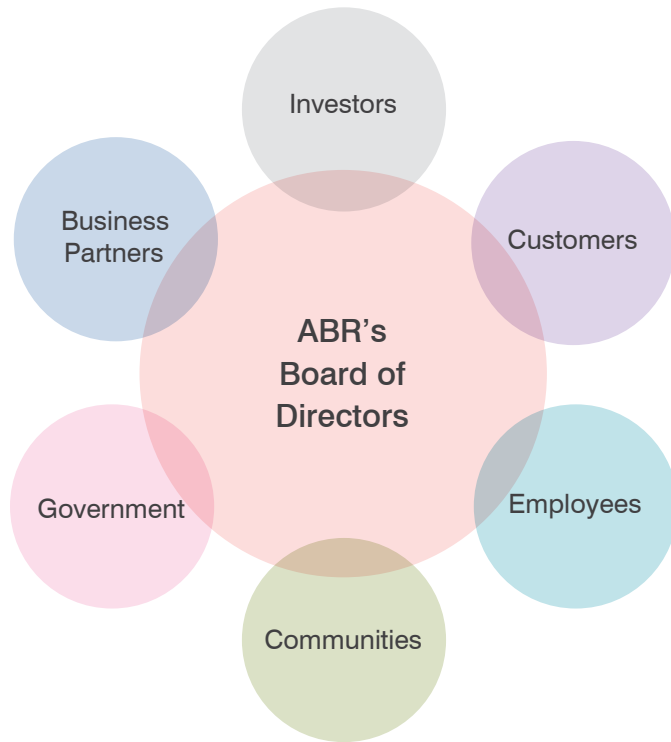 Investors
Business
Partners
Customers
ABR’s
Board of
Directors
Government
Employees
Communities